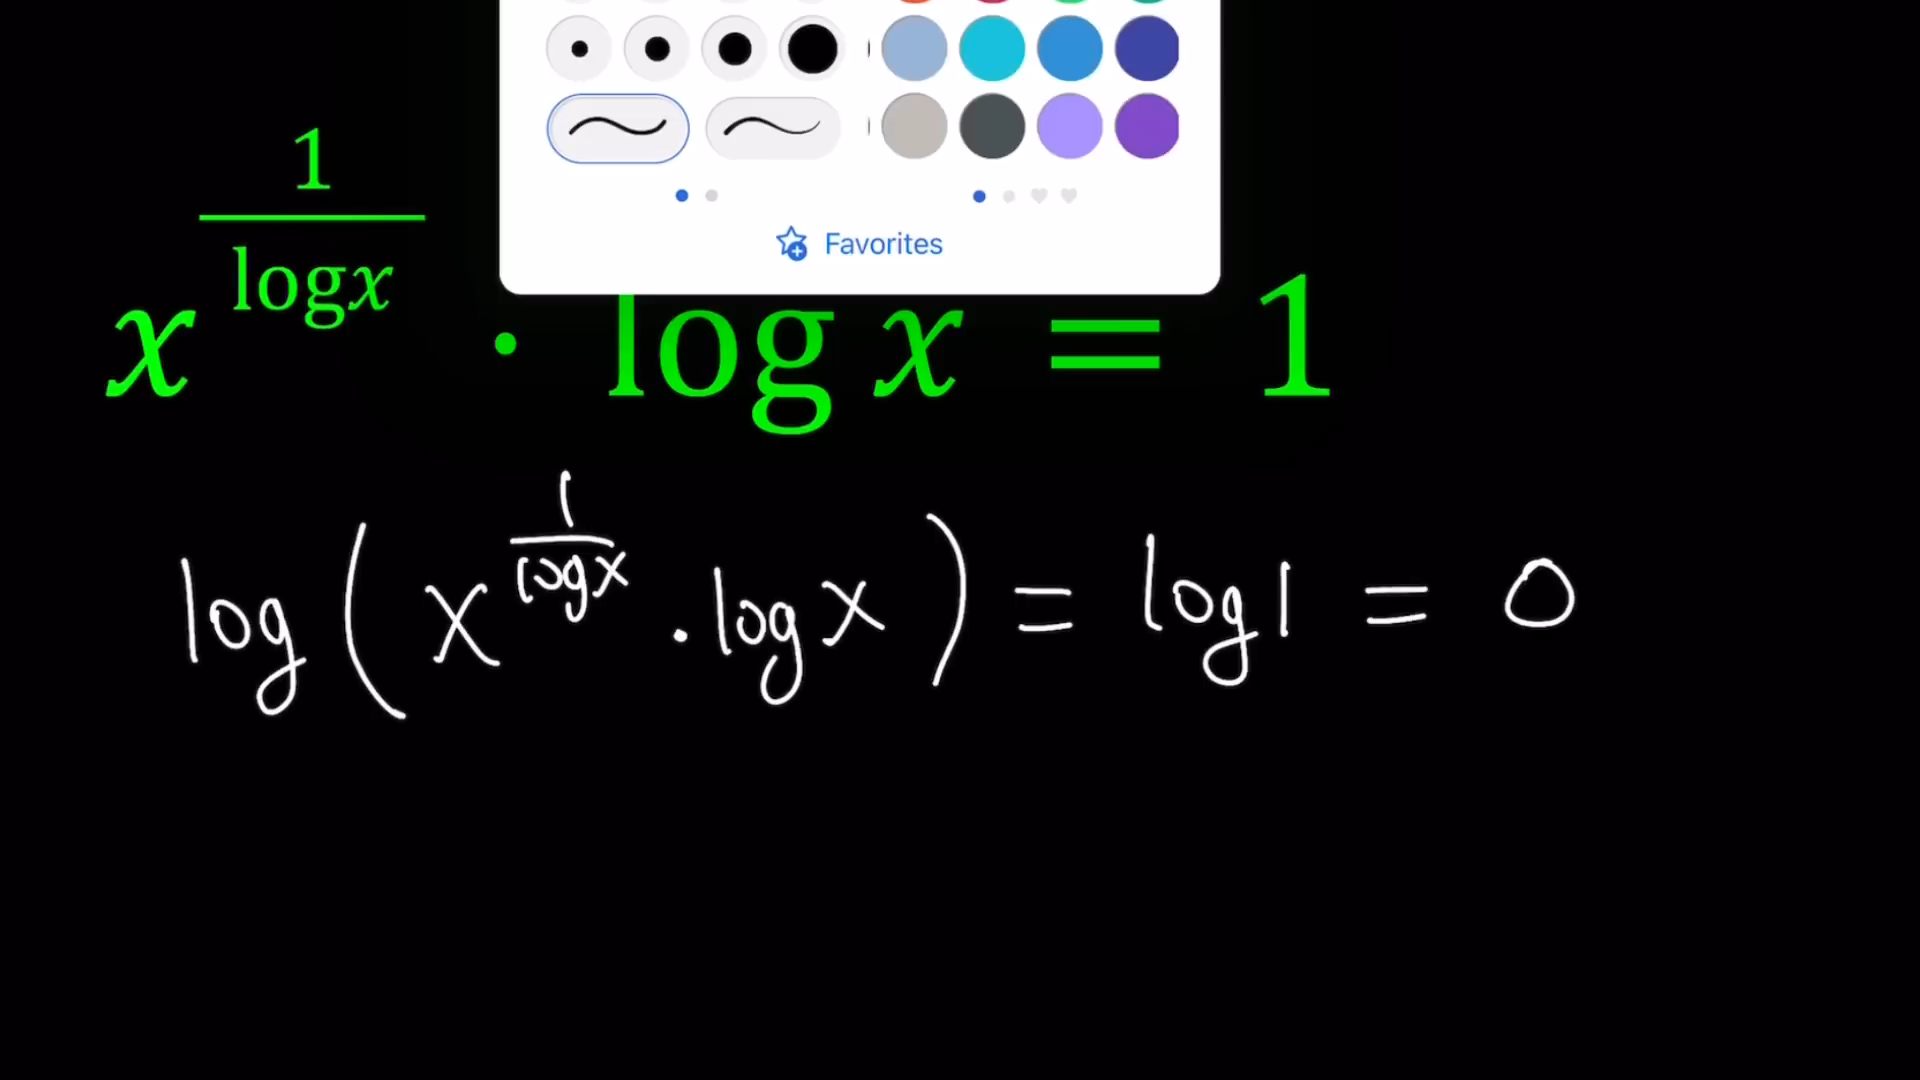 Favorites
x^(1/logx) · log x = 1
log(x^(1/logx) · log x) = log 1 = 0